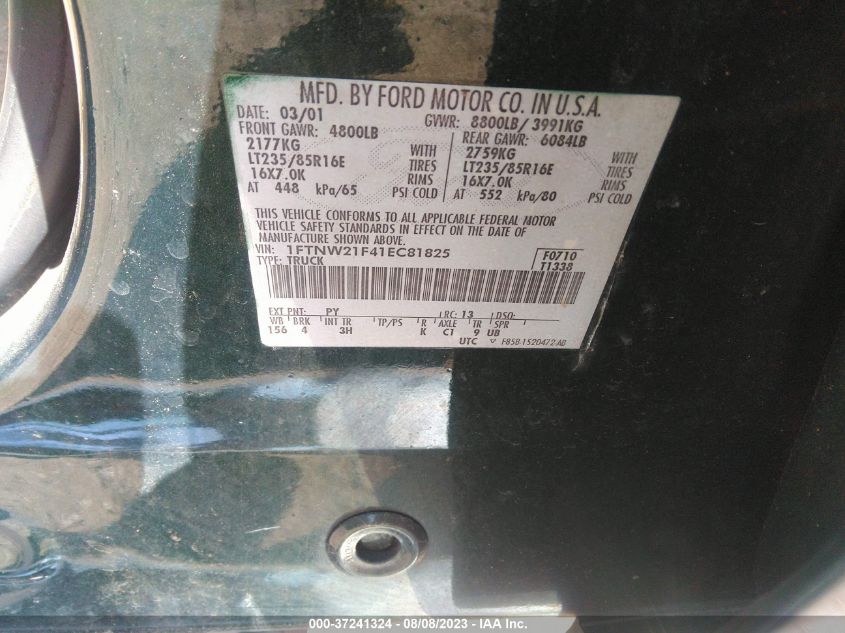 MFD. BY FORD MOTOR CO. IN U.S.A.
DATE: 03/01 GVWR: 8800LB/ 3991KG
FRONT GAWR: 4800LB REAR GAWR: 6084LB
2177KG WITH 2759KG WITH
LT235/85R16E TIRES LT235/85R16E TIRES
16X7.0K RIMS 16X7.0K RIMS
AT 448 kPa/65 PSI COLD AT 552 kPa/80 PSI COLD
THIS VEHICLE CONFORMS TO ALL APPLICABLE FEDERAL MOTOR
VEHICLE SAFETY STANDARDS IN EFFECT ON THE DATE OF
MANUFACTURE SHOWN ABOVE.
VIN: 1FTNW21F41EC81825 F0710
TYPE: TRUCK T1338
EXT PNT: PY RC: 13 DSO:
WB BRK INT TR TP/PS R AXLE TR SPR
156 4 3H K C1 9 UB
UTC F85B-1520472-AB
000-37241324 - 08/08/2023 - IAA Inc.